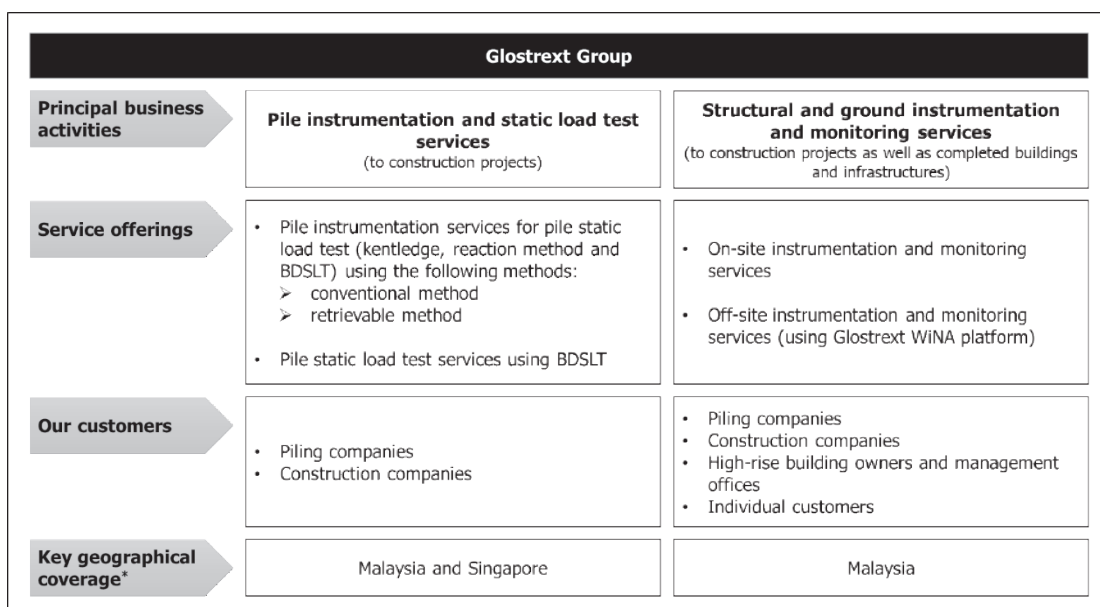 Glostrext Group
Principal business
activities
Pile instrumentation and static load test
services
(to construction projects)
Structural and ground instrumentation
and monitoring services
(to construction projects as well as completed buildings
and infrastructures)
Service offerings
• Pile instrumentation services for pile static
load test (kentledge, reaction method and
BDSLT) using the following methods:
➢ conventional method
➢ retrievable method
• Pile static load test services using BDSLT
• On-site instrumentation and monitoring
services
• Off-site instrumentation and monitoring
services (using Glostrext WiNA platform)
Our customers
• Piling companies
• Construction companies
• Piling companies
• Construction companies
• High-rise building owners and management
offices
• Individual customers
Key geographical
coverage*
Malaysia and Singapore
Malaysia